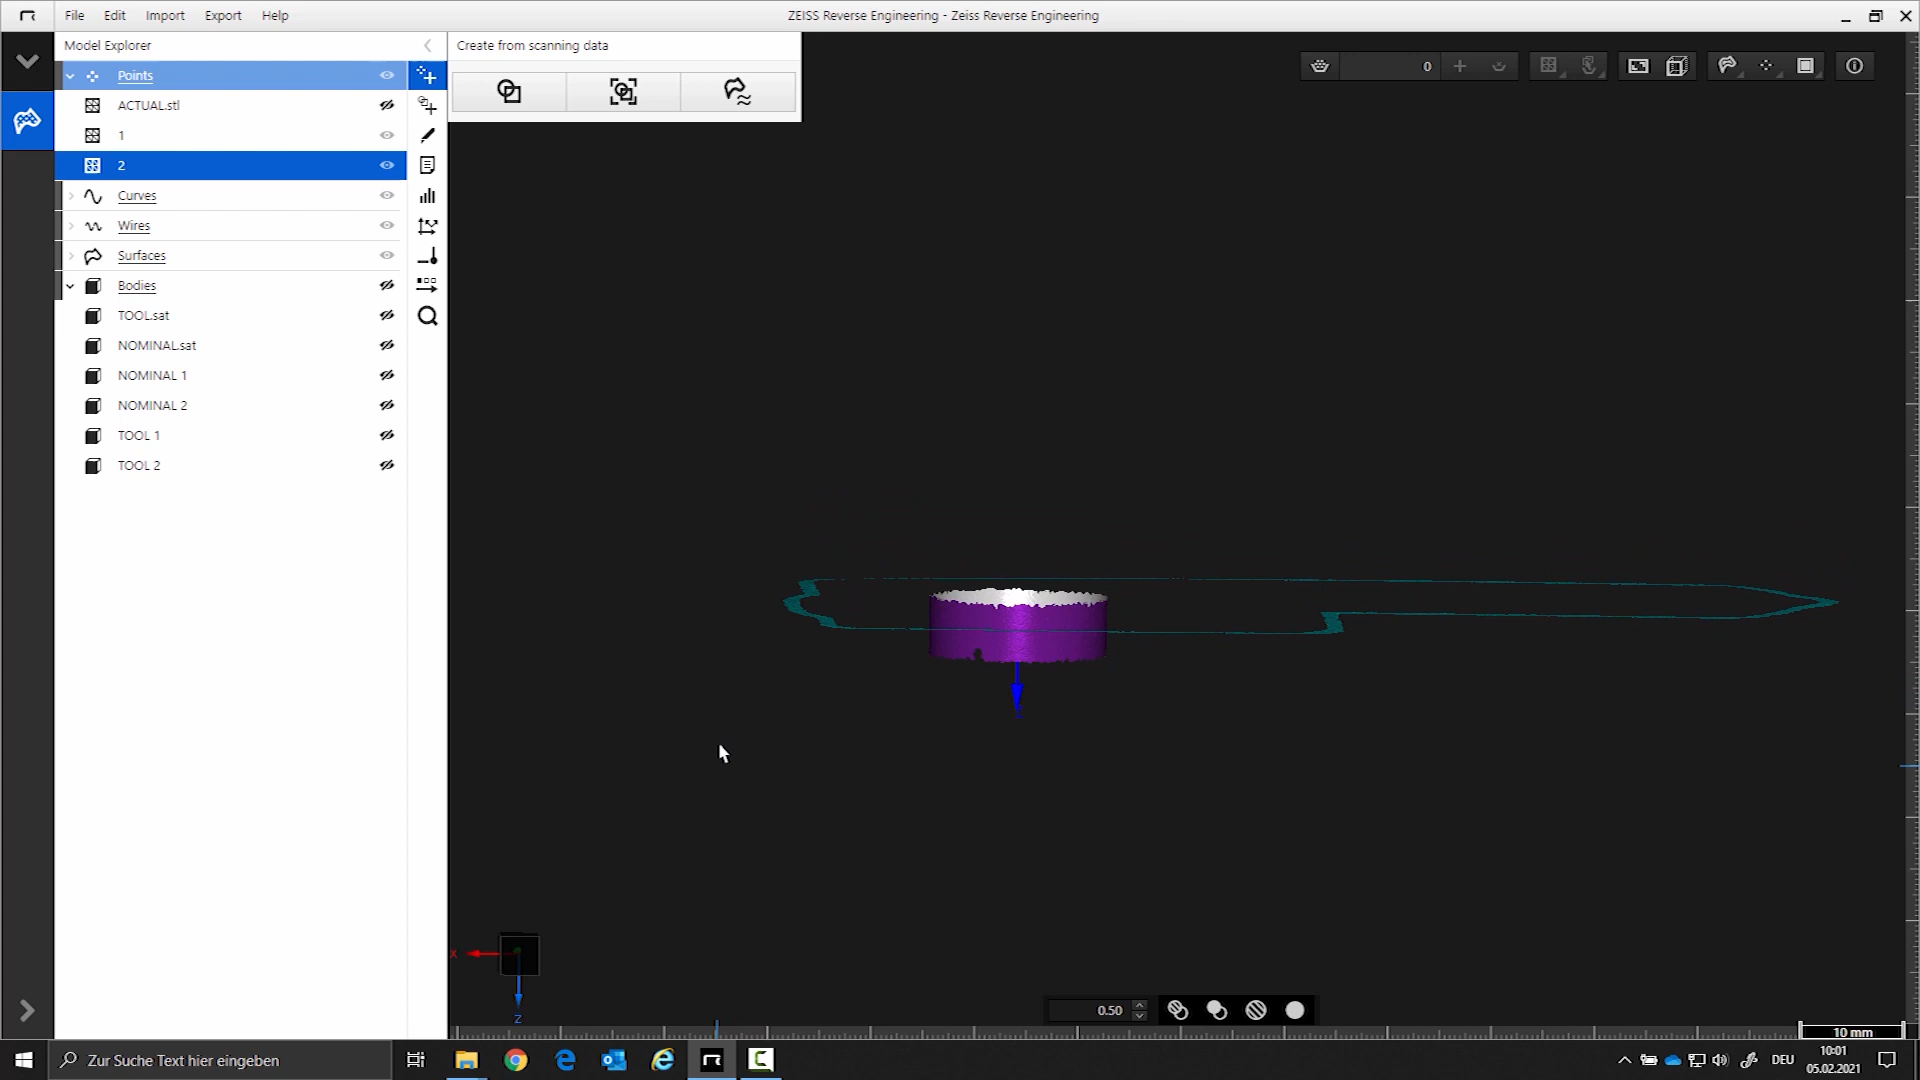 File Edit Import Export Help
ZEISS Reverse Engineering - Zeiss Reverse Engineering
Model Explorer
Create from scanning data
Points
0
ACTUAL.stl
1
2
Curves
Wires
Surfaces
Bodies
TOOL.sat
NOMINAL.sat
NOMINAL 1
NOMINAL 2
TOOL 1
TOOL 2
X
Z
0.50
10 mm
Zur Suche Text hier eingeben
DEU
10:01
05.02.2021